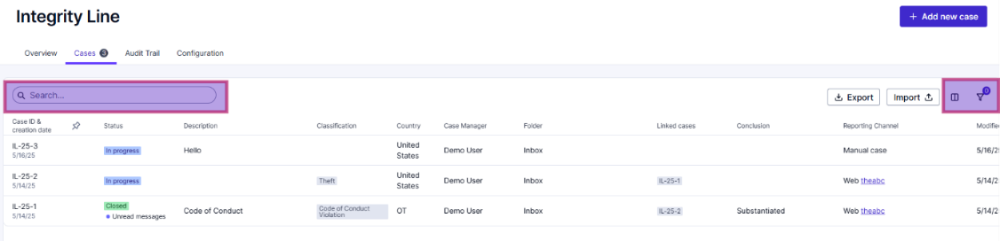 Integrity Line
+ Add new case
Overview Cases 3 Audit Trail Configuration
Search...
Export Import 0
Case ID & creation date Status Description Classification Country Case Manager Folder Linked cases Conclusion Reporting Channel
IL-25-3 5/16/25 In progress Hello United States Demo User Inbox Manual case
IL-25-2 5/14/25 In progress Theft United States Demo User Inbox IL-25-1 Web theabc
IL-25-1 5/14/25 Closed Unread messages Code of Conduct Code of Conduct Violation OT Demo User Inbox IL-25-2 Substantiated Web theabc